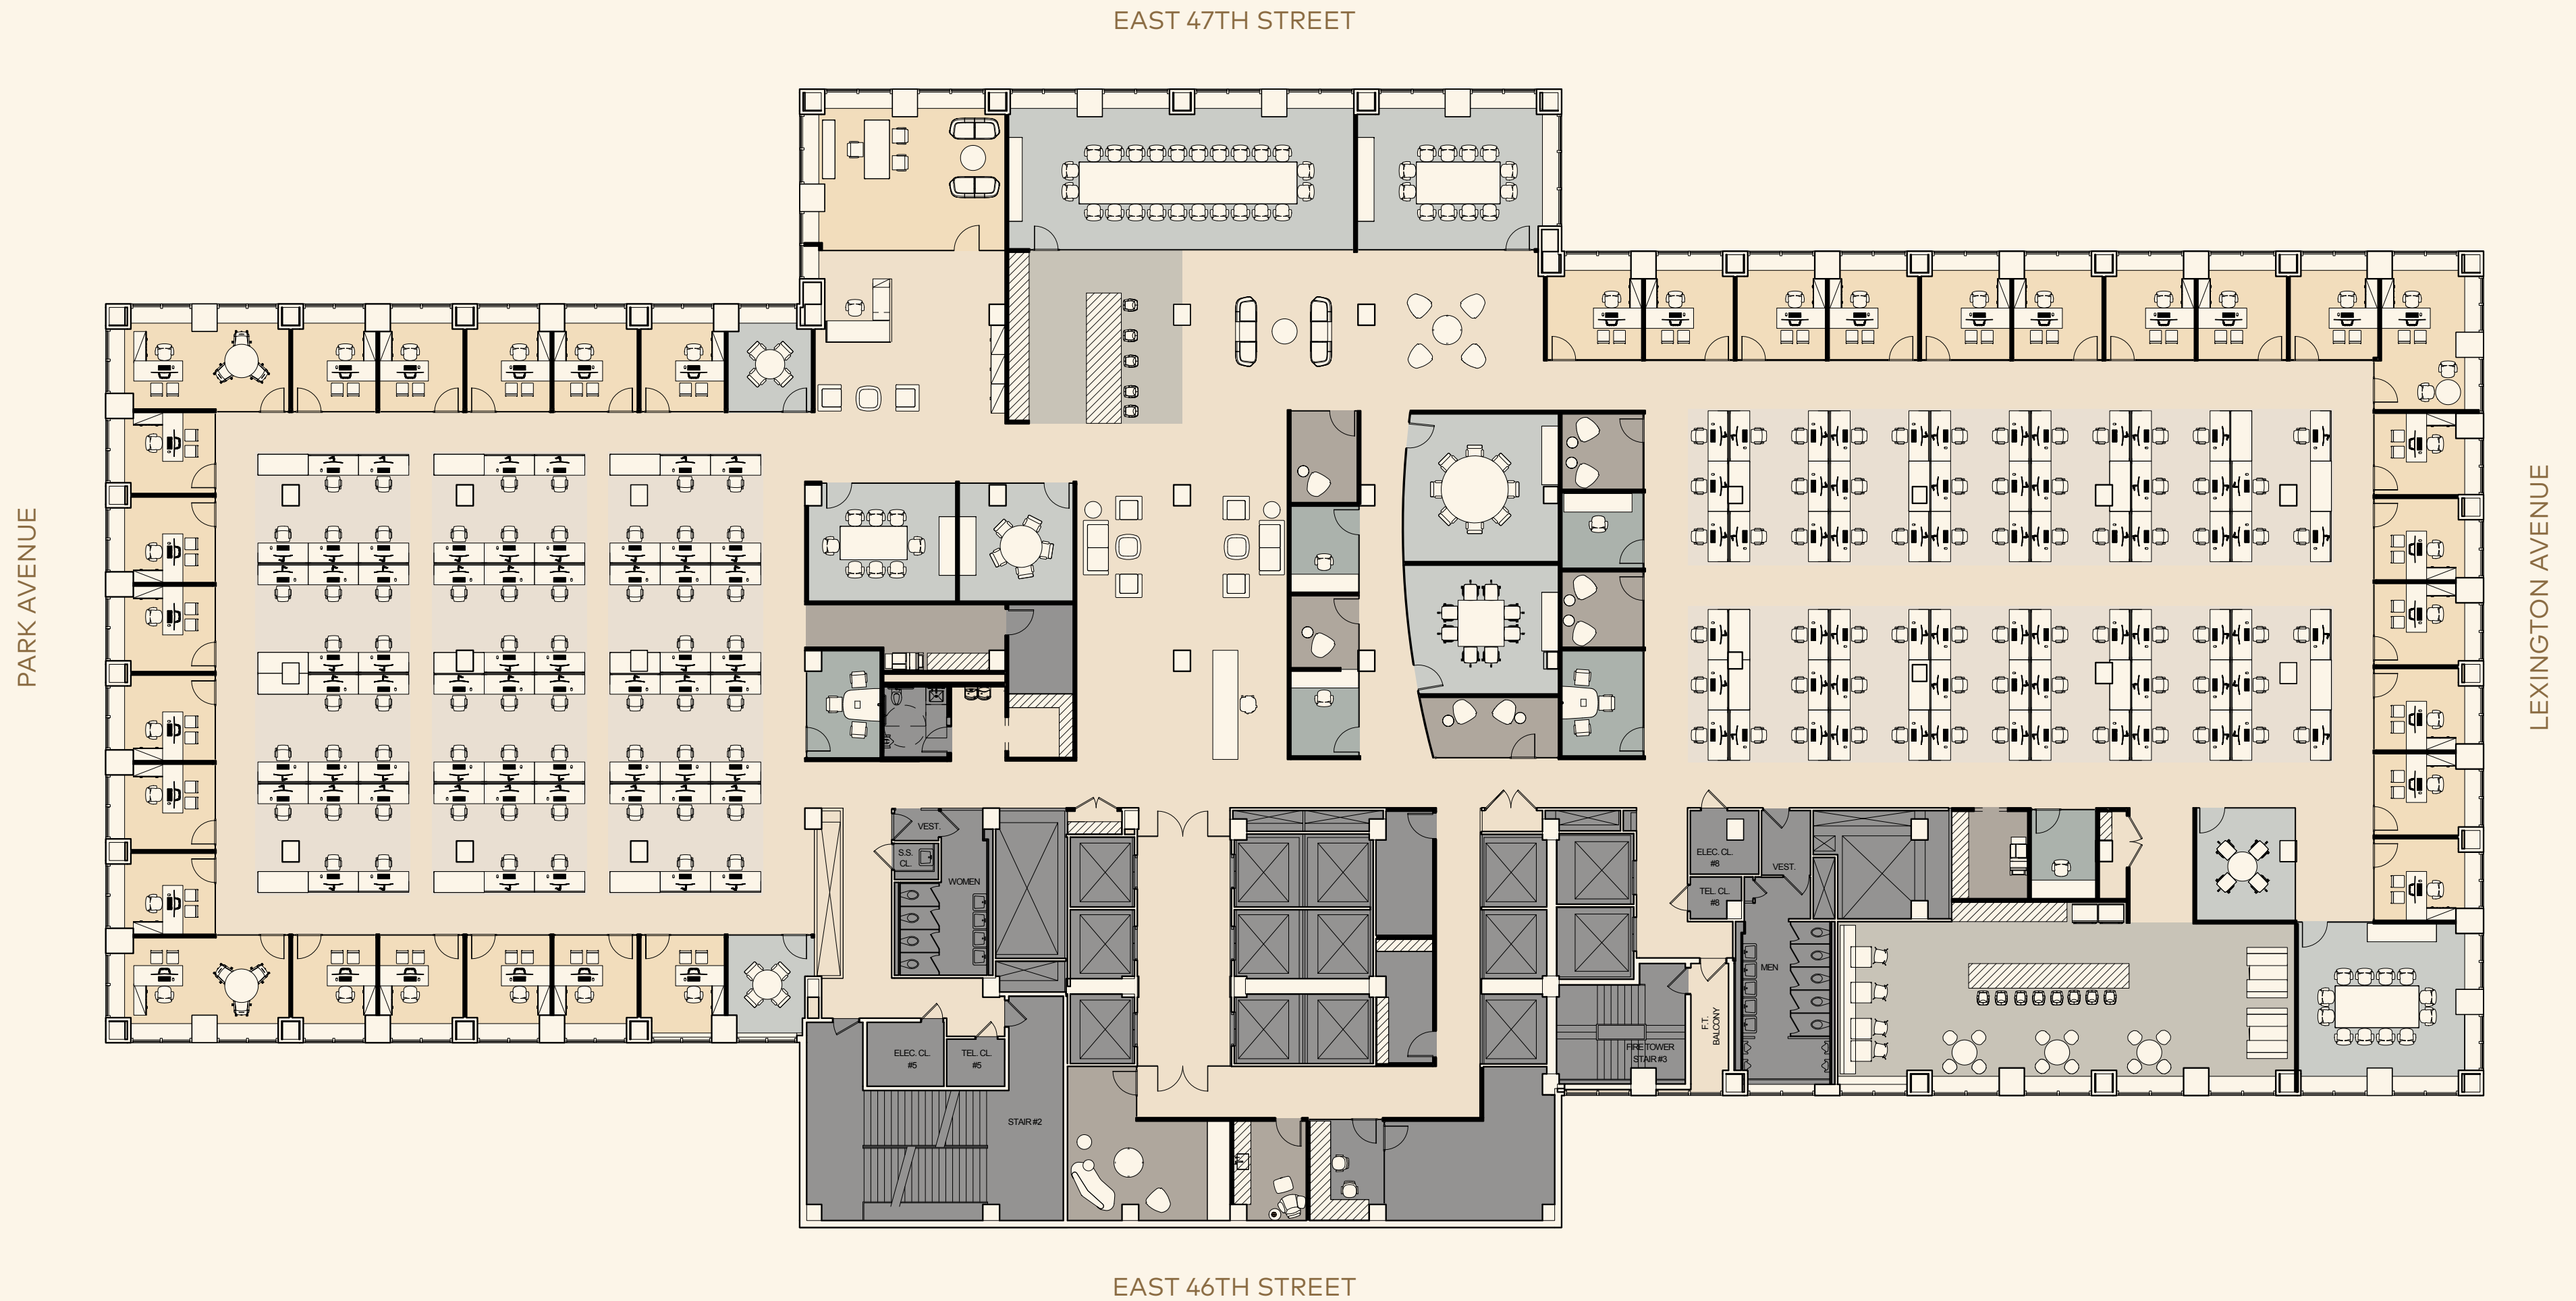 EAST 47TH STREET
PARK AVENUE
LEXINGTON AVENUE
VEST.
S.S.
CL.
WOMEN
ELEC. CL.
#8
VEST.
TEL. CL.
#8
MEN
F.T.
BALCONY
ELEC. CL.
#5
TEL. CL.
#5
FIRE TOWER
STAIR #3
STAIR #2
EAST 46TH STREET